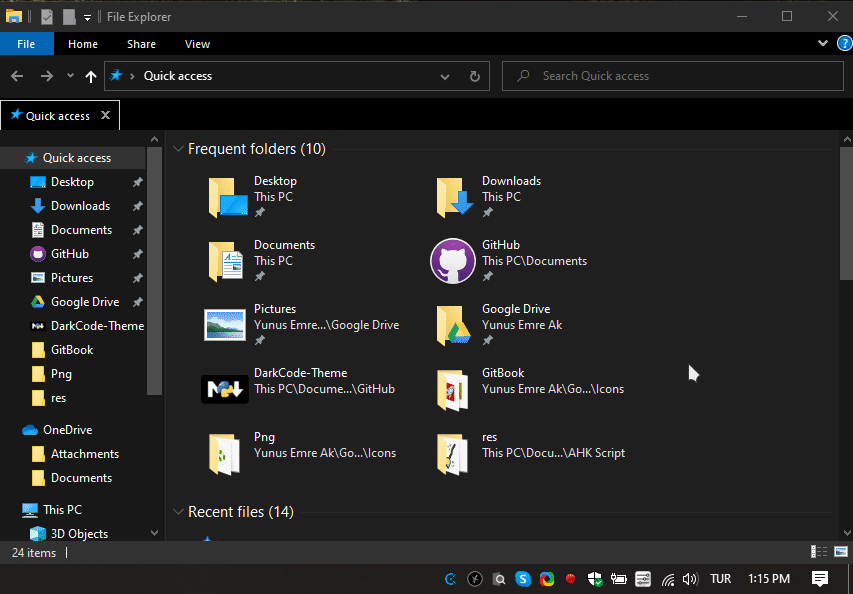 File Explorer
File Home Share View
Quick access
Search Quick access
Quick access
Quick access
Desktop
Downloads
Documents
GitHub
Pictures
Google Drive
DarkCode-Theme
GitBook
Png
res
OneDrive
Attachments
Documents
This PC
3D Objects
Frequent folders (10)
Desktop
This PC
Downloads
This PC
Documents
This PC
GitHub
This PC\Documents
Pictures
Yunus Emre...\Google Drive
Google Drive
Yunus Emre Ak
DarkCode-Theme
This PC\Docume...\GitHub
GitBook
Yunus Emre Ak\Go...\Icons
Png
Yunus Emre Ak\Go...\Icons
res
This PC\Docu...\AHK Script
Recent files (14)
24 items
TUR 1:15 PM